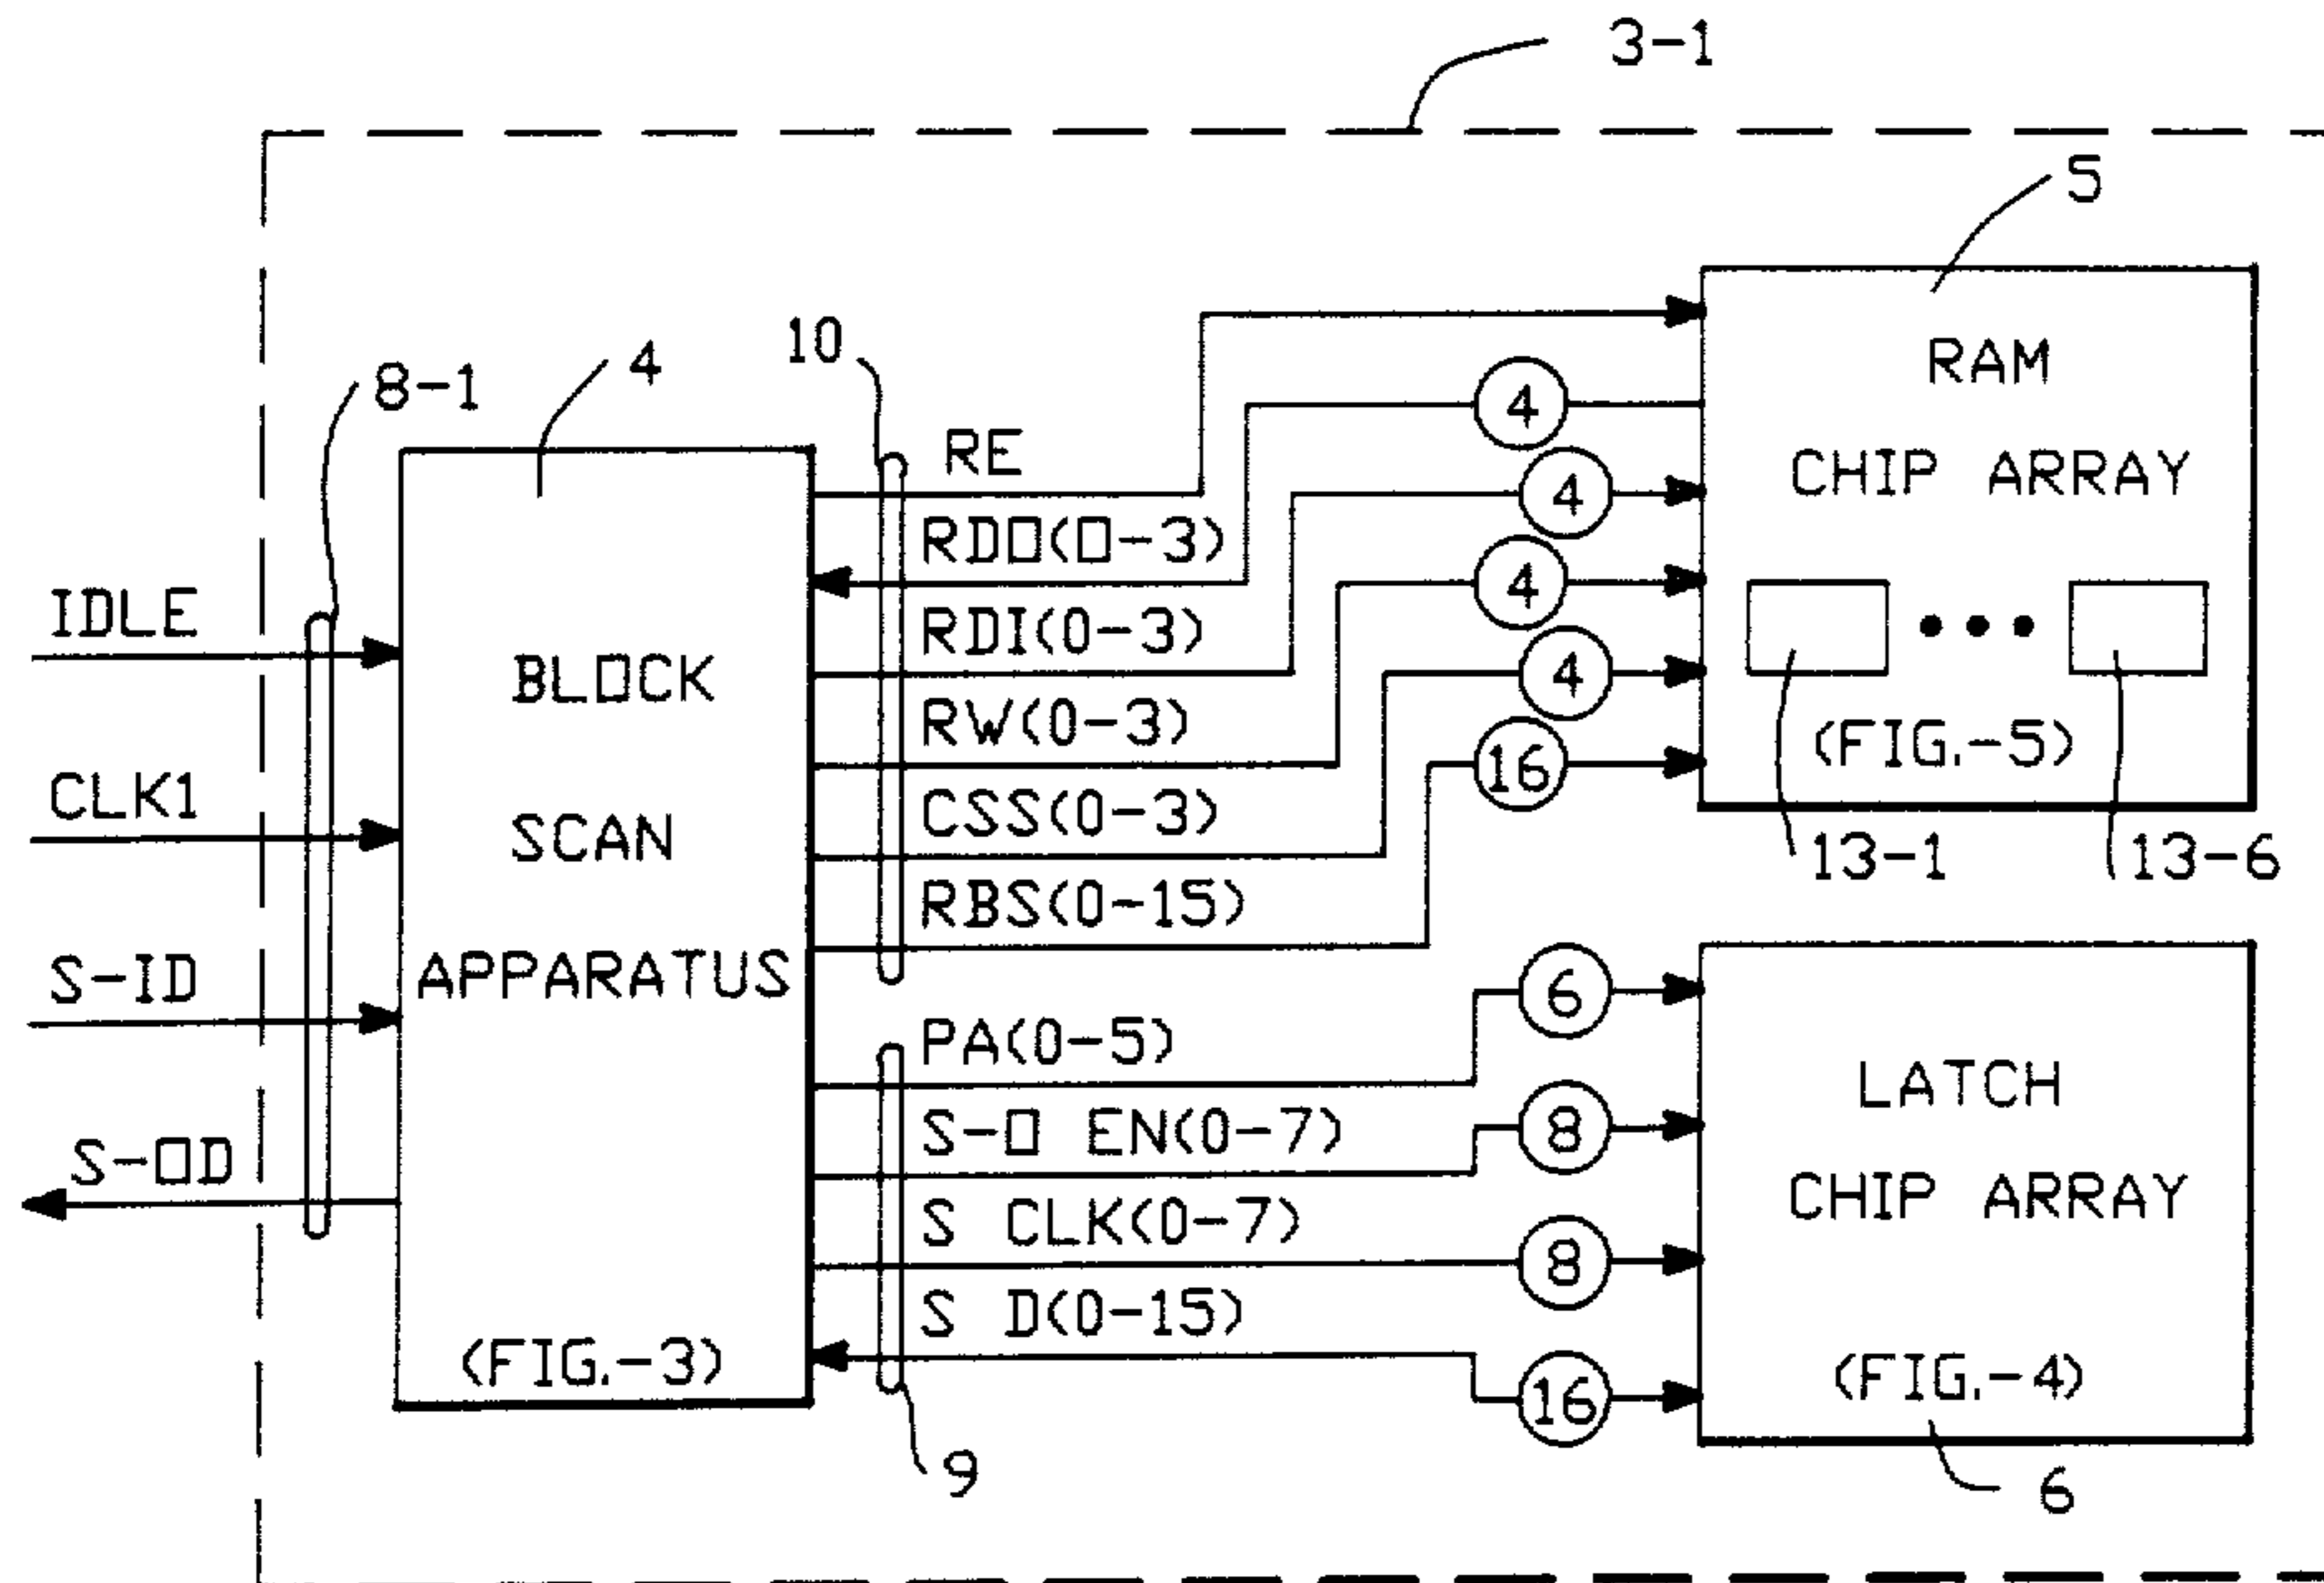 3-1
5
10
4
8-1
RE
RDO(0-3)
RDI(0-3)
RW(0-3)
CSS(0-3)
RBS(0-15)
4
4
4
4
16
RAM
CHIP ARRAY
(FIG.-5)
13-1
13-6
IDLE
CLK1
S-ID
S-OD
BLOCK
SCAN
APPARATUS
(FIG.-3)
PA(0-5)
S-O EN(0-7)
S CLK(0-7)
S D(0-15)
6
8
8
16
LATCH
CHIP ARRAY
(FIG.-4)
9
6